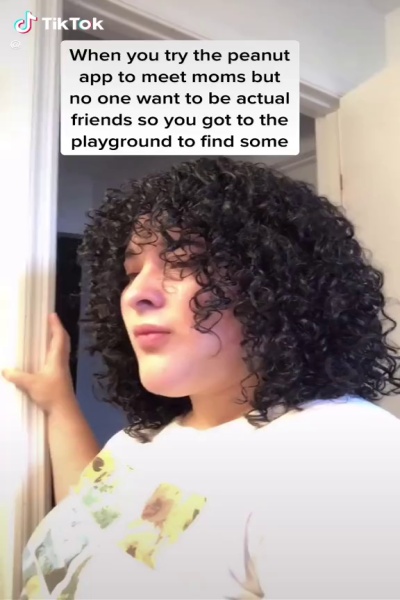 TikTok
When you try the peanut
app to meet moms but
no one want to be actual
friends so you got to the
playground to find some